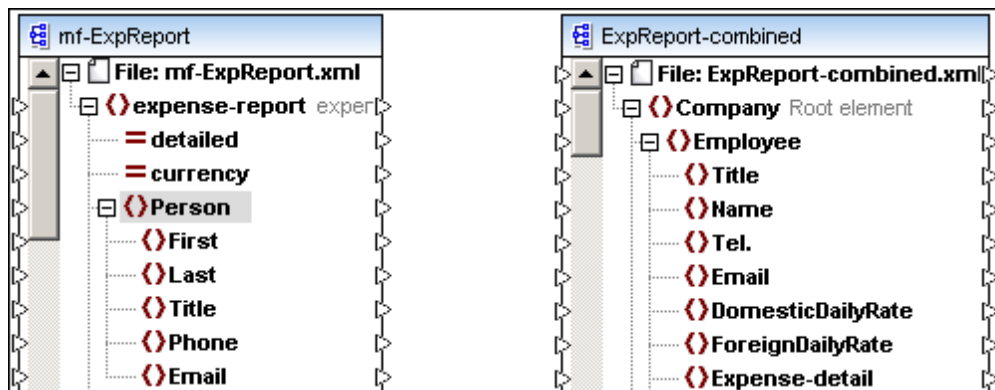 mf-ExpReport
File: mf-ExpReport.xml
expense-report exper
detailed
currency
Person
First
Last
Title
Phone
Email
ExpReport-combined
File: ExpReport-combined.xml
Company Root element
Employee
Title
Name
Tel.
Email
DomesticDailyRate
ForeignDailyRate
Expense-detail